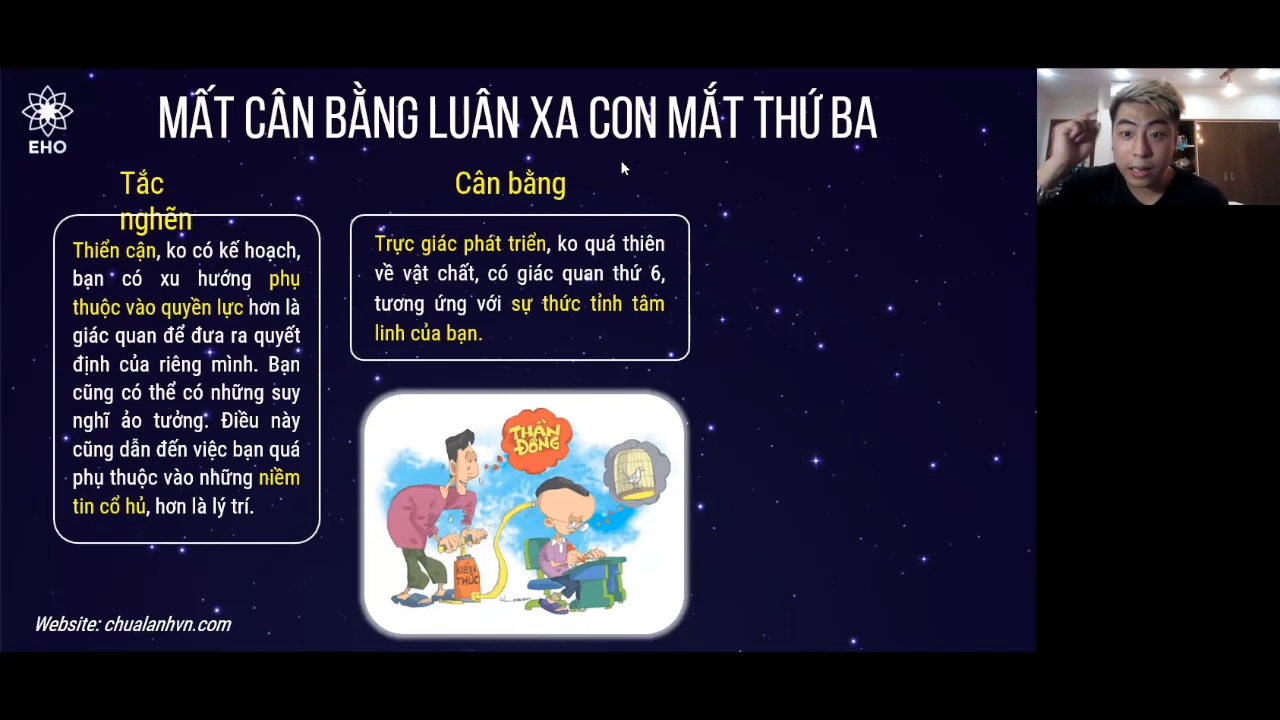 MẤT CÂN BẰNG LUÂN XA CON MẮT THỨ BA
EHO
Tắc
nghẽn
Thiển cận, ko có kế hoạch,
bạn có xu hướng phụ
thuộc vào quyền lực hơn là
giác quan để đưa ra quyết
định của riêng mình. Bạn
cũng có thể có những suy
nghĩ ảo tưởng. Điều này
cũng dẫn đến việc bạn quá
phụ thuộc vào những niềm
tin cổ hủ, hơn là lý trí.
Cân bằng
Trực giác phát triển, ko quá thiên
về vật chất, có giác quan thứ 6,
tương ứng với sự thức tỉnh tâm
linh của bạn.
THẦN
ĐỒNG
KIẾN
THỨC
Website: chualanhvn.com